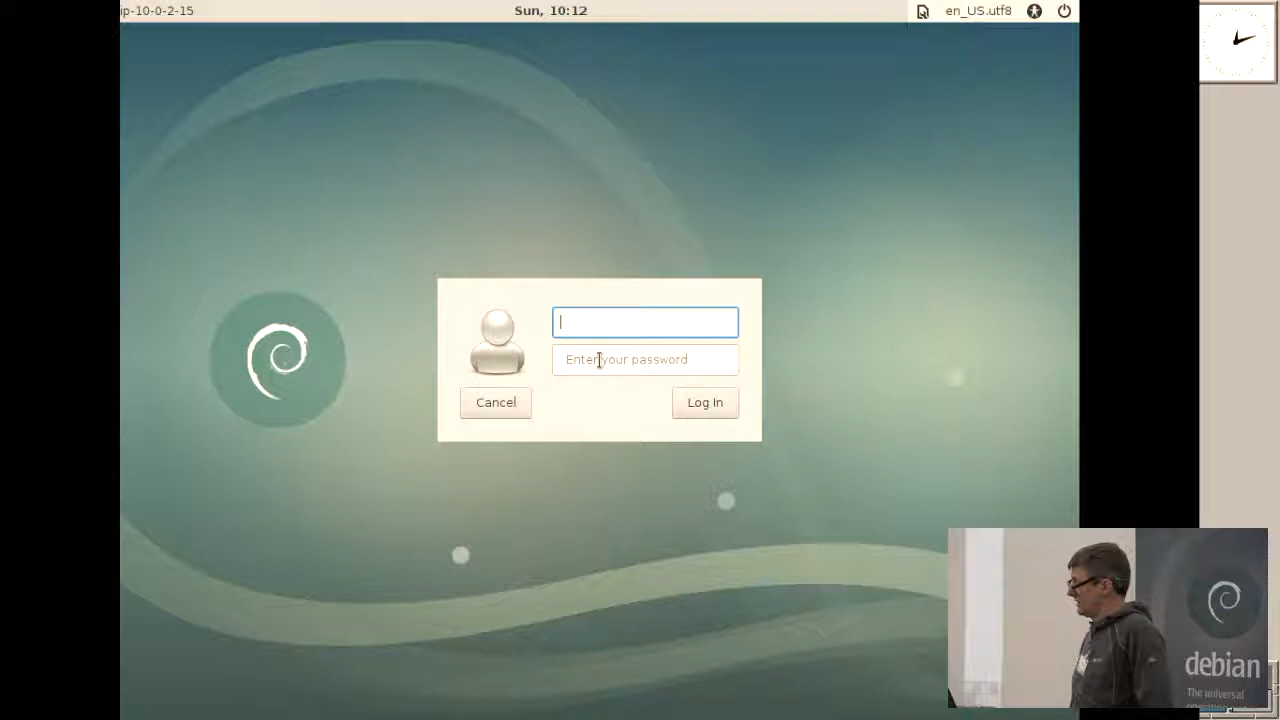 ip-10-0-2-15
Sun, 10:12
en_US.utf8
Enter your password
Cancel
Log In
debian
The universal